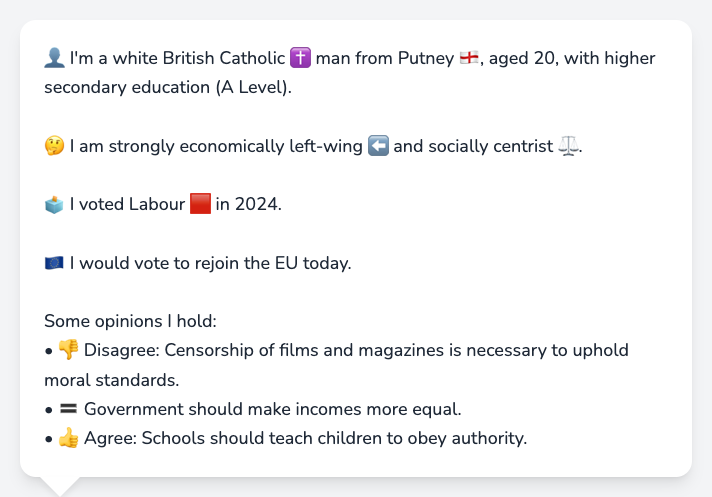 👤 I'm a white British Catholic ✝️ man from Putney 🏴󠁧󠁢󠁥󠁮󠁧󠁿, aged 20, with higher
secondary education (A Level).
🤔 I am strongly economically left-wing ⬅️ and socially centrist ⚖️.
🗳️ I voted Labour 🟥 in 2024.
🇪🇺 I would vote to rejoin the EU today.
Some opinions I hold:
• 👎 Disagree: Censorship of films and magazines is necessary to uphold
moral standards.
• 🟰 Government should make incomes more equal.
• 👍 Agree: Schools should teach children to obey authority.